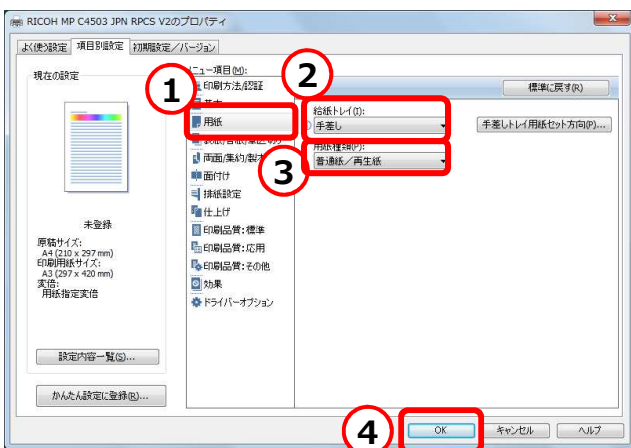 RICOH MP C4503 JPN RPCS V2のプロパティ
よく使う設定 項目別設定 初期設定／バージョン
現在の設定
メニュー項目(M):
1
2
印刷方法/認証
標準に戻す(R)
基本
給紙トレイ(I):
用紙
手差し
手差しトレイ用紙セット方向(P)...
用紙種類(P):
3
普通紙／再生紙
両面/集約/製本
面付け
排紙設定
仕上げ
印刷品質：標準
印刷品質：応用
印刷品質：その他
効果
ドライバーオプション
未登録
原稿サイズ:
A4 (210 x 297 mm)
印刷用紙サイズ:
A3 (297 x 420 mm)
変倍:
用紙指定変倍
設定内容一覧(S)...
かんたん設定に登録(R)...
4
OK
キャンセル
ヘルプ